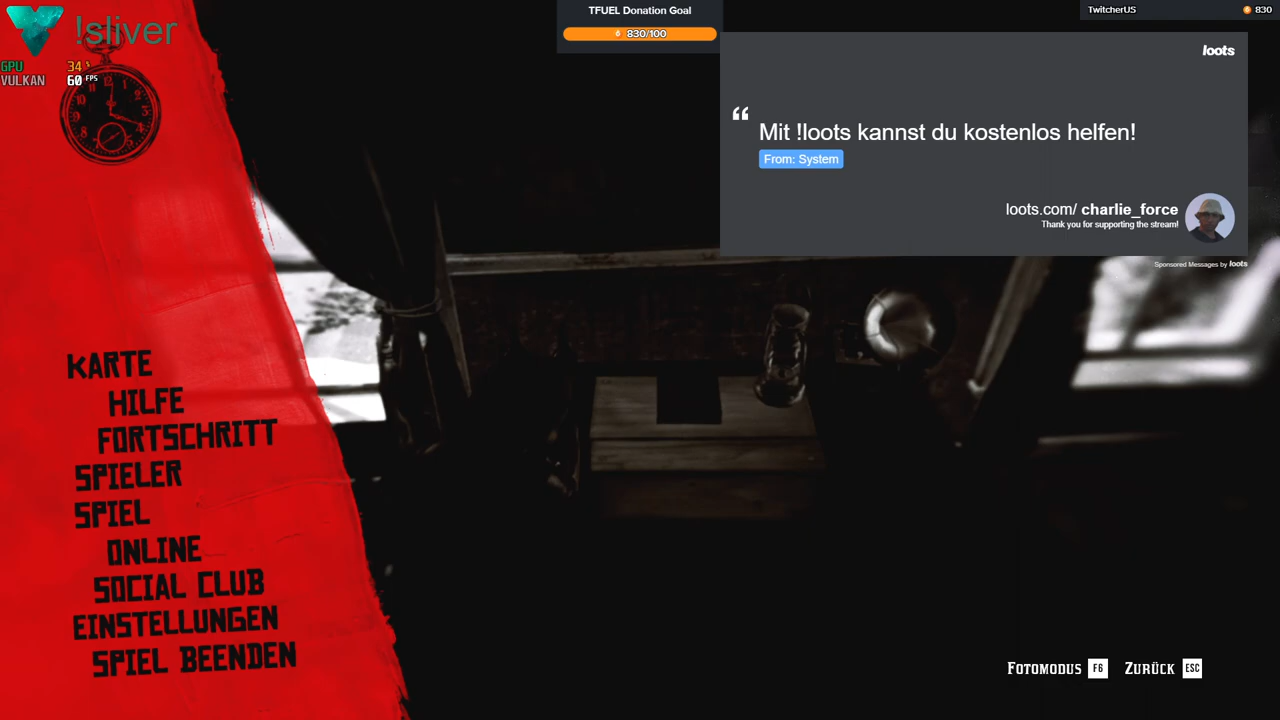 !sliver
GPU 34 %
VULKAN 60 FPS
TFUEL Donation Goal
830/100
TwitcherUS 830
loots
“
Mit !loots kannst du kostenlos helfen!
From: System
loots.com/ charlie_force
Thank you for supporting the stream!
Sponsored Messages by loots
KARTE
HILFE
FORTSCHRITT
SPIELER
SPIEL
ONLINE
SOCIAL CLUB
EINSTELLUNGEN
SPIEL BEENDEN
FOTOMODUS F6 ZURÜCK ESC